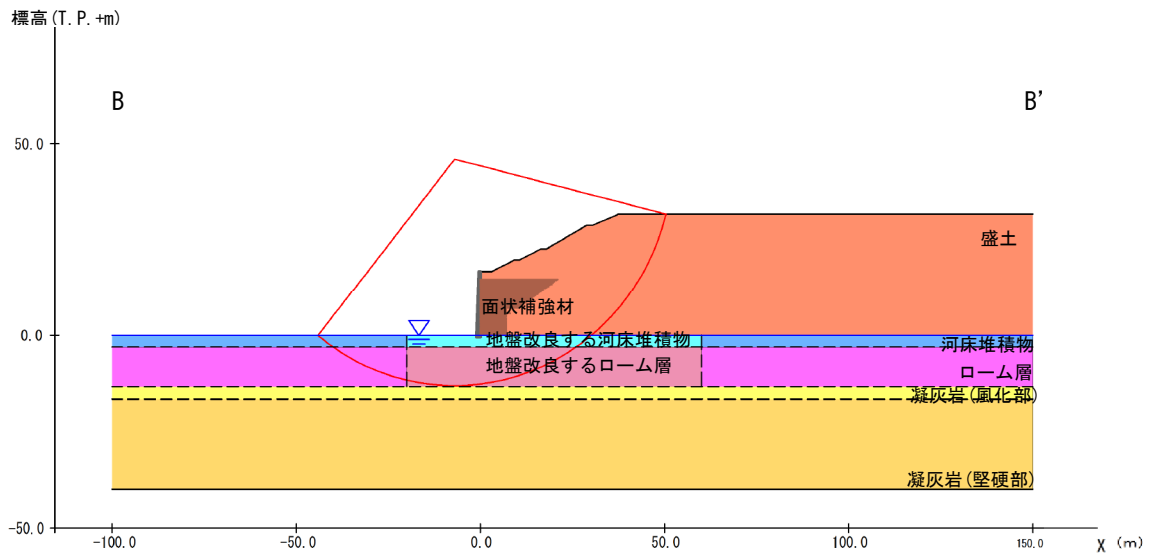 標高(T.P.+m)
B
B'
50.0
盛土
面状補強材
0.0
地盤改良する河床堆積物
河床堆積物
地盤改良するローム層
ローム層
凝灰岩(風化部)
凝灰岩(堅硬部)
-50.0
-100.0
-50.0
0.0
50.0
100.0
150.0
X (m)